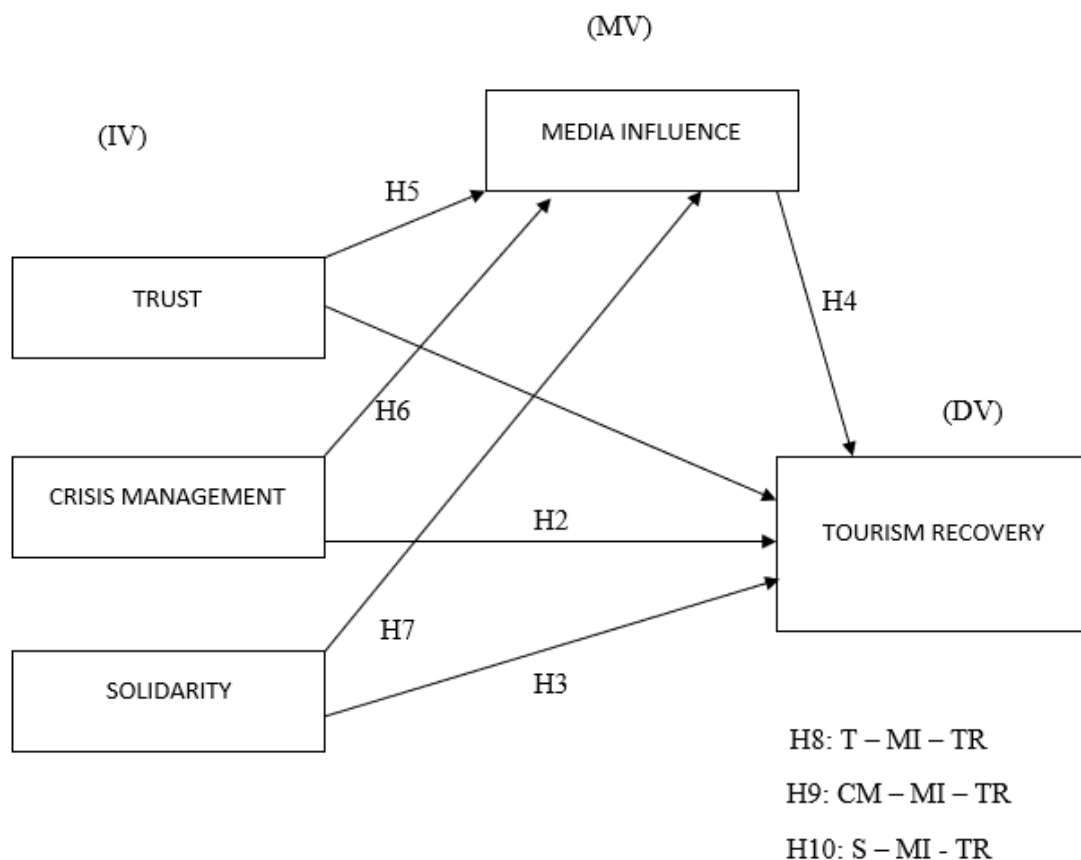 (MV)
MEDIA INFLUENCE
(IV)
H5
TRUST
H4
H6
(DV)
CRISIS MANAGEMENT
H2
TOURISM RECOVERY
H7
SOLIDARITY
H3
H8: T – MI – TR
H9: CM – MI – TR
H10: S – MI - TR